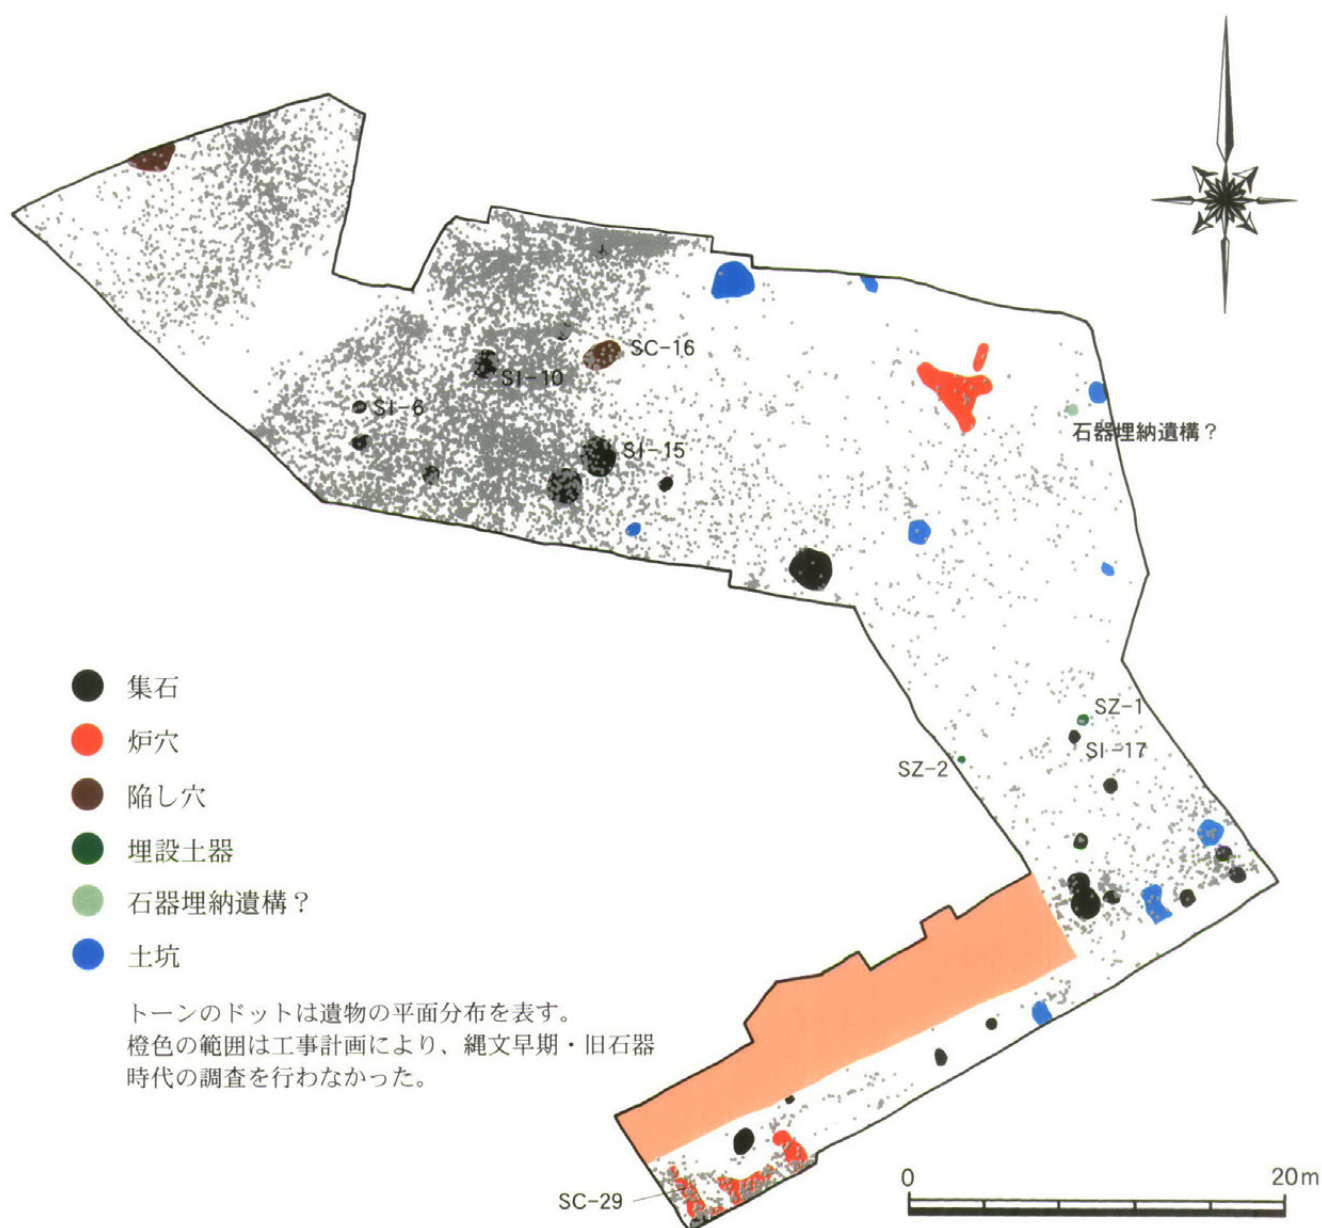 SC-16
SI-10
SI-6
石器埋納遺構？
SI-15
集石
SZ-1
炉穴
SI-17
SZ-2
陥し穴
埋設土器
石器埋納遺構？
土坑
トーンのドットは遺物の平面分布を表す。
橙色の範囲は工事計画により、縄文早期・旧石器
時代の調査を行わなかった。
0
20m
SC-29